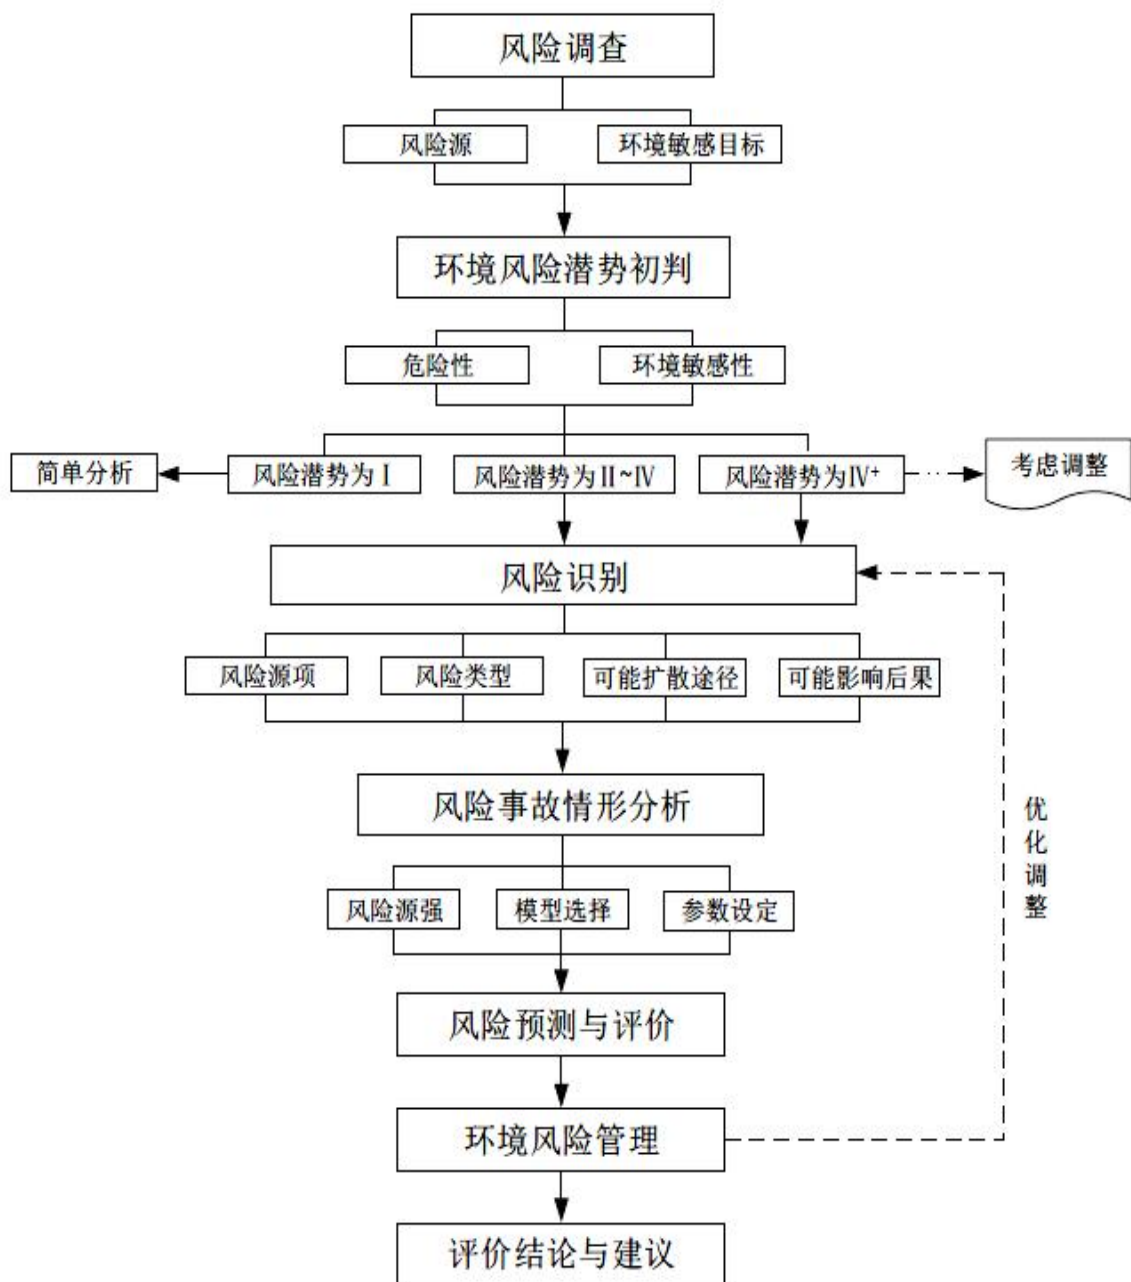 风险调查
风险源
环境敏感目标
环境风险潜势初判
危险性
环境敏感性
简单分析
风险潜势为Ⅰ
风险潜势为Ⅱ~Ⅳ
风险潜势为Ⅳ⁺
考虑调整
风险识别
风险源项
风险类型
可能扩散途径
可能影响后果
风险事故情形分析
优化调整
风险源强
模型选择
参数设定
风险预测与评价
环境风险管理
评价结论与建议